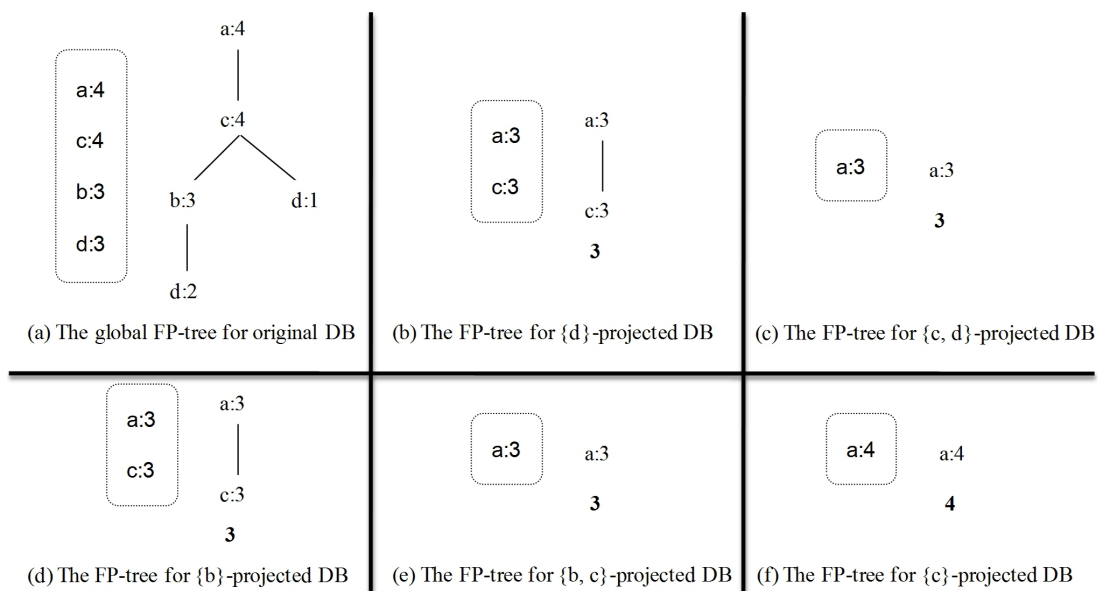 a:4
a:4
c:4
c:4
b:3
b:3
d:1
d:3
d:2
(a) The global FP-tree for original DB
a:3
a:3
c:3
c:3
3
(b) The FP-tree for {d}-projected DB
a:3
a:3
3
(c) The FP-tree for {c, d}-projected DB
a:3
a:3
c:3
c:3
3
(d) The FP-tree for {b}-projected DB
a:3
a:3
3
(e) The FP-tree for {b, c}-projected DB
a:4
a:4
4
(f) The FP-tree for {c}-projected DB